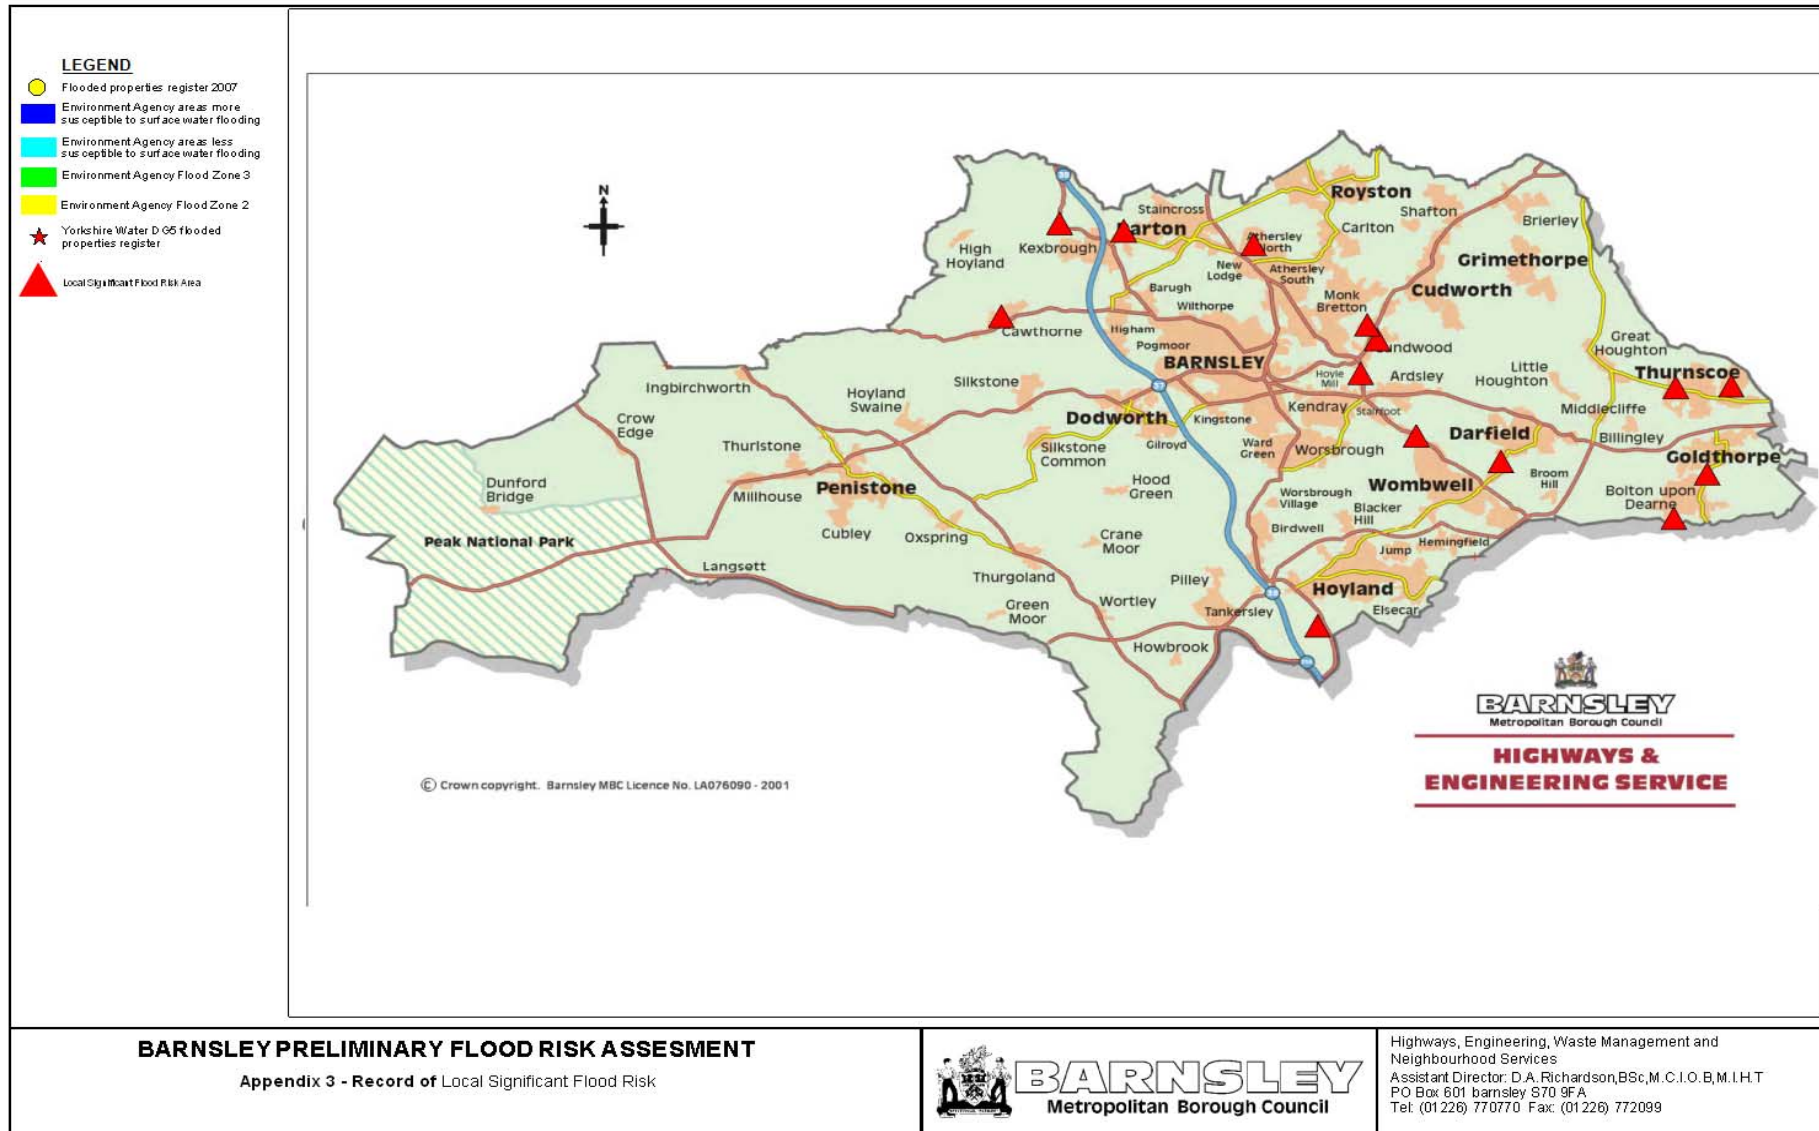 LEGEND
Flooded properties register 2007
Environment Agency areas more
susceptible to surface water flooding
Environment Agency areas less
susceptible to surface water flooding
Environment Agency Flood Zone 3
Environment Agency Flood Zone 2
Yorkshire Water DG5 flooded
properties register
Local Significant Flood Risk Area
N
38
Royston
Staincross
Shafton
Brierley
Carlton
arton
High
Hoyland
Kexbrough
Athersley
North
New
Lodge
Athersley
South
Grimethorpe
Cudworth
Barugh
Wilthorpe
Monk
Bretton
Cawthorne
Higham
Pogmoor
undwood
Great
Houghton
BARNSLEY
Hoyle
Mill
Ardsley
Little
Houghton
Thurnscoe
Ingbirchworth
Hoyland
Swaine
Silkstone
37
Dodworth
Kingstone
Kendray
Stairfoot
Middlecliffe
Crow
Edge
Thurlstone
Silkstone
Common
Gilroyd
Ward
Green
Worsbrough
Darfield
Billingley
Goldthorpe
Dunford
Bridge
Millhouse
Penistone
Hood
Green
Worsbrough
Village
Wombwell
Broom
Hill
Bolton upon
Dearne
Blacker
Hill
Birdwell
Peak National Park
Cubley
Oxspring
Crane
Moor
Jump
Hemingfield
Langsett
Thurgoland
Pilley
Hoyland
Green
Moor
Wortley
Tankersley
Elsecar
Howbrook
© Crown copyright. Barnsley MBC Licence No. LA076090 - 2001
BARNSLEY
Metropolitan Borough Council
HIGHWAYS &
ENGINEERING SERVICE
BARNSLEY PRELIMINARY FLOOD RISK ASSESMENT
Appendix 3 - Record of Local Significant Flood Risk
BARNSLEY
Metropolitan Borough Council
Highways, Engineering, Waste Management and
Neighbourhood Services
Assistant Director: D.A.Richardson,BSc,M.C.I.O.B,M.I.H.T
PO Box 601 barnsley S70 9FA
Tel: (01226) 770770 Fax: (01226) 772099